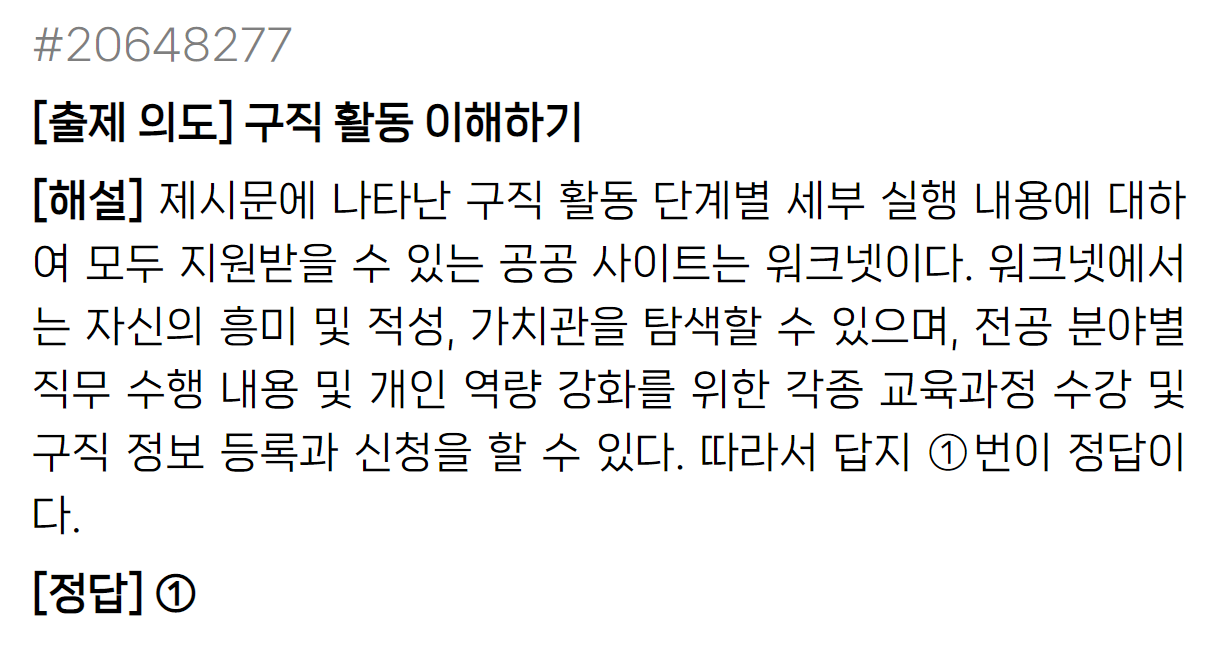 #20648277
[출제 의도] 구직 활동 이해하기
[해설] 제시문에 나타난 구직 활동 단계별 세부 실행 내용에 대하
여 모두 지원받을 수 있는 공공 사이트는 워크넷이다. 워크넷에서
는 자신의 흥미 및 적성, 가치관을 탐색할 수 있으며, 전공 분야별
직무 수행 내용 및 개인 역량 강화를 위한 각종 교육과정 수강 및
구직 정보 등록과 신청을 할 수 있다. 따라서 답지 ①번이 정답이
다.
[정답] ①